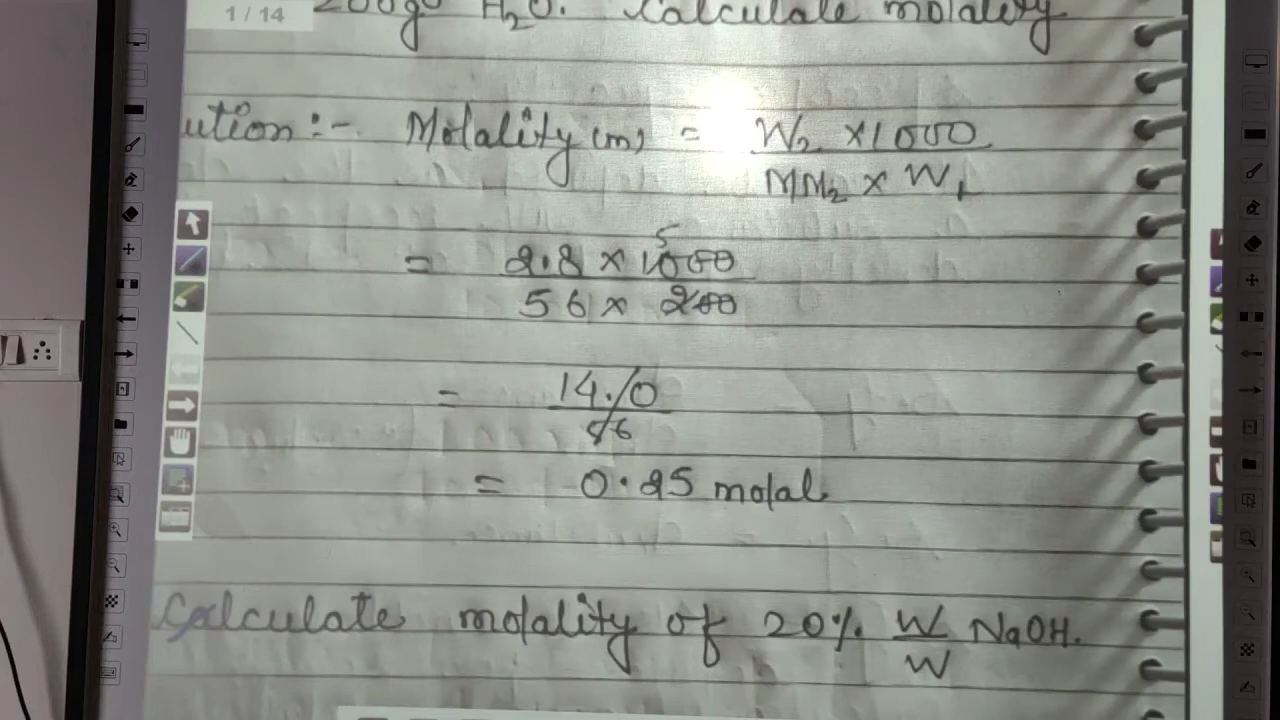 1 / 14
200g H₂O. Calculate molality
ution :- Molality (m) = W₂ × 1000
MM₂ × W₁
5
= 2.8 × 1000
56 × 200
= 14.0
56
= 0.25 molal
Calculate molality of 20% W/W NaOH.